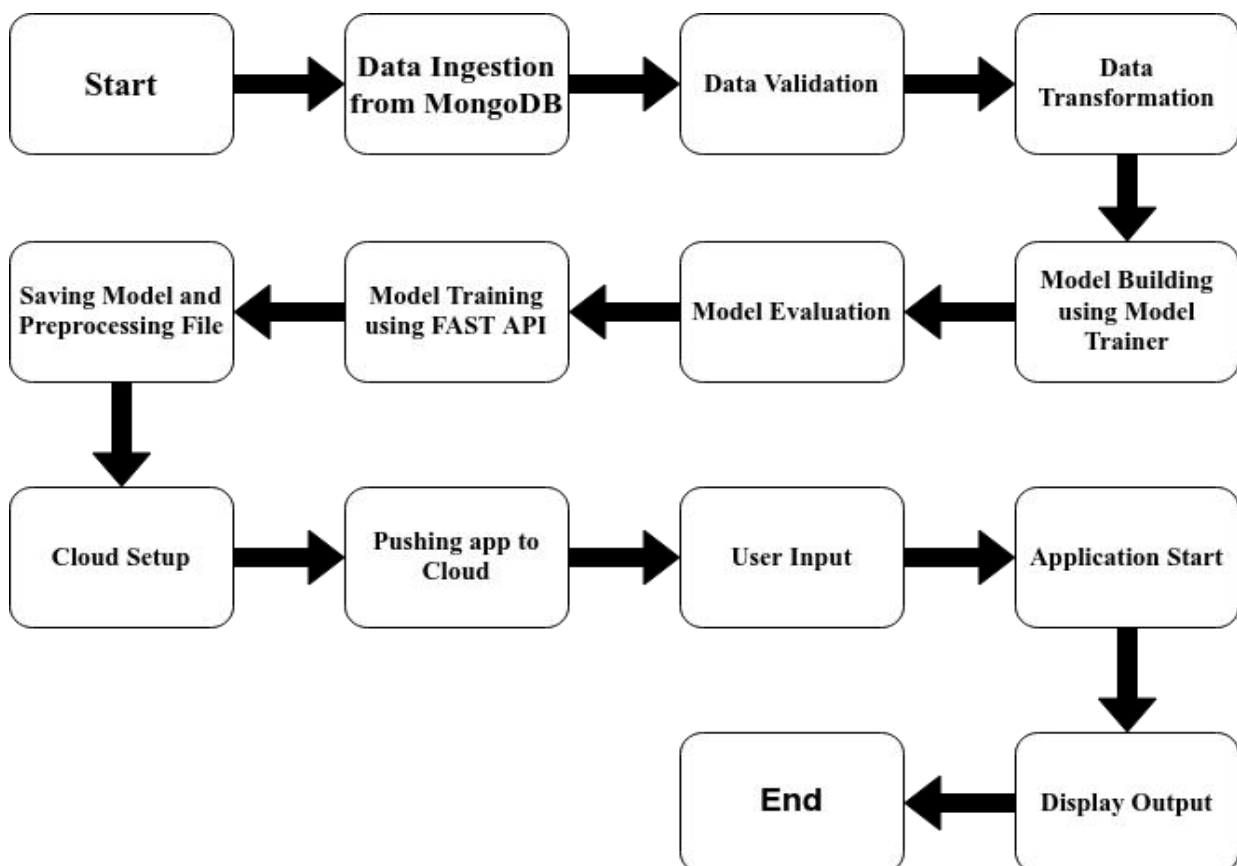 Start
Data Ingestion
from MongoDB
Data Validation
Data
Transformation
Model Building
using Model
Trainer
Model Evaluation
Model Training
using FAST API
Saving Model and
Preprocessing File
Cloud Setup
Pushing app to
Cloud
User Input
Application Start
Display Output
End